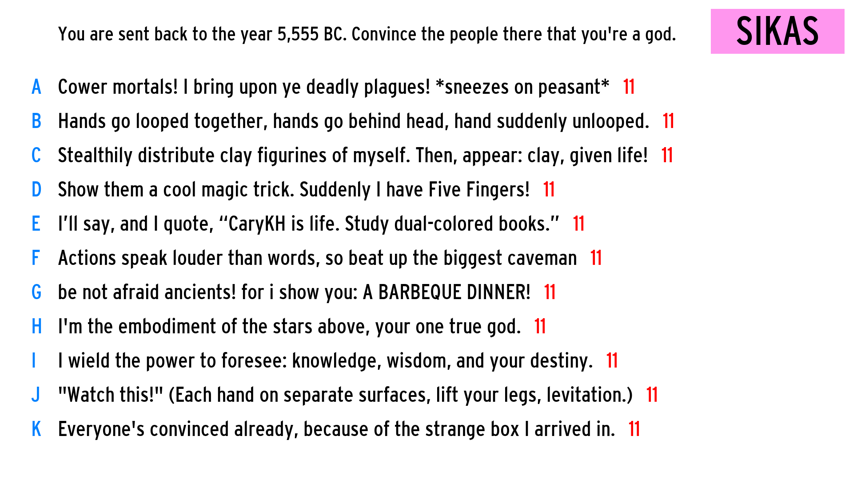 You are sent back to the year 5,555 BC. Convince the people there that you're a god.
SIKAS
A Cower mortals! I bring upon ye deadly plagues! *sneezes on peasant* 11
B Hands go looped together, hands go behind head, hand suddenly unlooped. 11
C Stealthily distribute clay figurines of myself. Then, appear: clay, given life! 11
D Show them a cool magic trick. Suddenly I have Five Fingers! 11
E I’ll say, and I quote, “CaryKH is life. Study dual-colored books.” 11
F Actions speak louder than words, so beat up the biggest caveman 11
G be not afraid ancients! for i show you: A BARBEQUE DINNER! 11
H I'm the embodiment of the stars above, your one true god. 11
I I wield the power to foresee: knowledge, wisdom, and your destiny. 11
J "Watch this!" (Each hand on separate surfaces, lift your legs, levitation.) 11
K Everyone's convinced already, because of the strange box I arrived in. 11